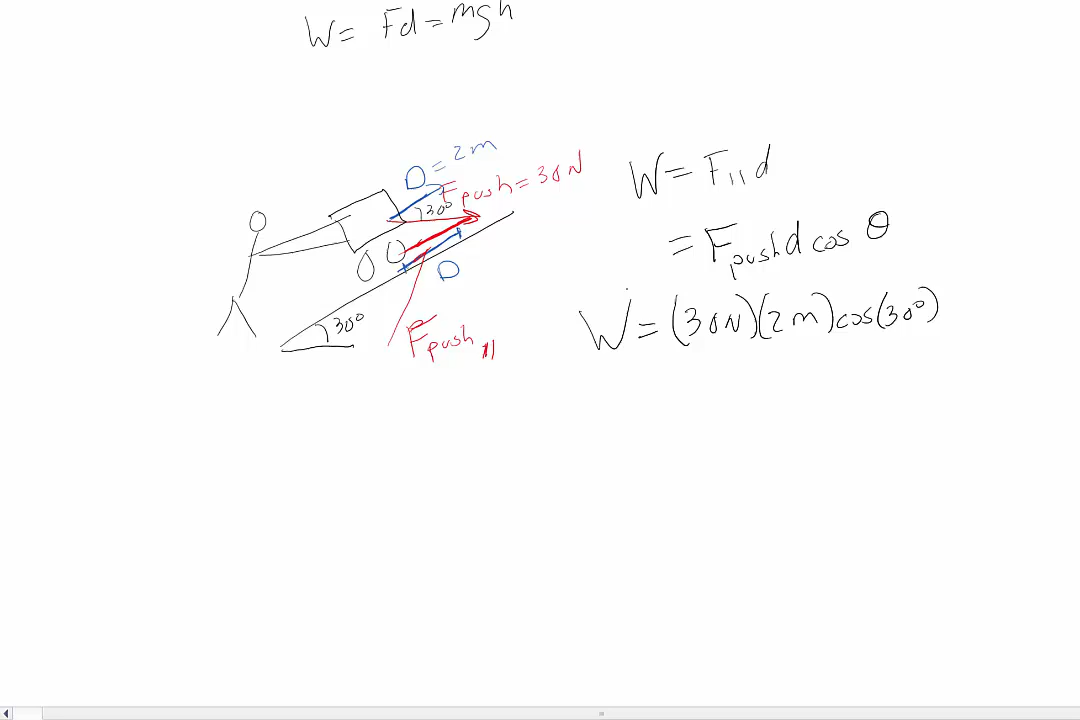 W = Fd = mgh
D = 2m
Fpush = 30N
30°
D
30°
Fpush ||
W = F|| d
= Fpush d cos θ
W = (30N)(2m)cos(30°)